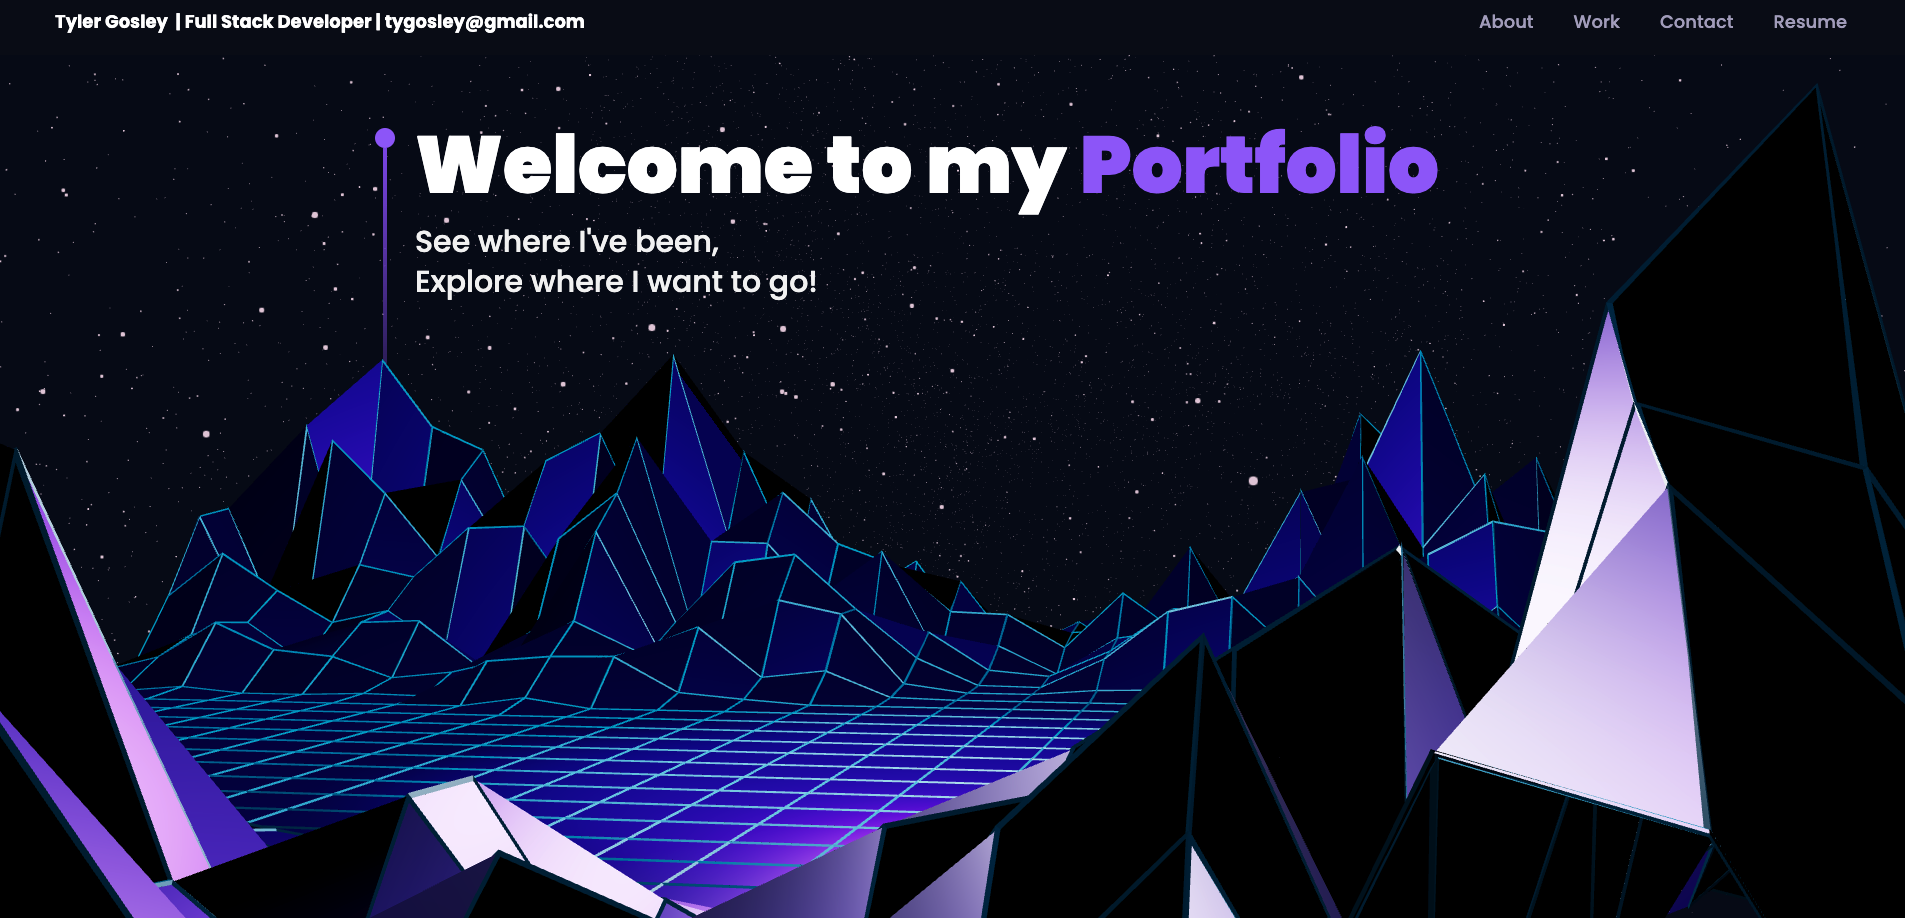 Tyler Gosley | Full Stack Developer | tygosley@gmail.com
About Work Contact Resume
Welcome to my Portfolio
See where I've been,
Explore where I want to go!